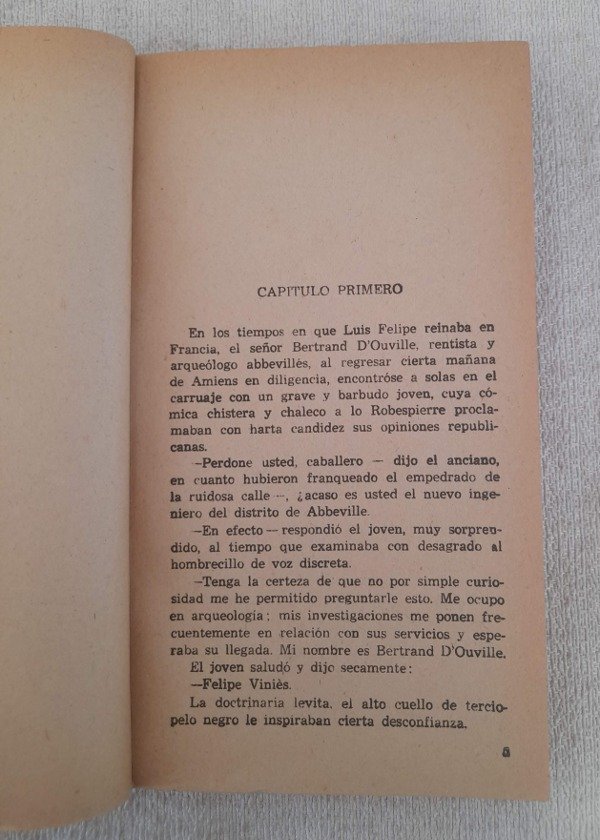 CAPITULO PRIMERO
En los tiempos en que Luis Felipe reinaba en
Francia, el señor Bertrand D'Ouville, rentista y
arqueólogo abbevillés, al regresar cierta mañana
de Amiens en diligencia, encontróse a solas en el
carruaje con un grave y barbudo joven, cuya có-
mica chistera y chaleco a lo Robespierre procla-
maban con harta candidez sus opiniones republi-
canas.
—Perdone usted, caballero — dijo el anciano,
en cuanto hubieron franqueado el empedrado de
la ruidosa calle —, ¿acaso es usted el nuevo inge-
niero del distrito de Abbeville.
—En efecto — respondió el joven, muy sorpren-
dido, al tiempo que examinaba con desagrado al
hombrecillo de voz discreta.
—Tenga la certeza de que no por simple curio-
sidad me he permitido preguntarle esto. Me ocupo
en arqueología; mis investigaciones me ponen fre-
cuentemente en relación con sus servicios y espe-
raba su llegada. Mi nombre es Bertrand D'Ouville.
El joven saludó y dijo secamente:
—Felipe Viniès.
La doctrinaria levita, el alto cuello de tercio-
pelo negro le inspiraban cierta desconfianza.